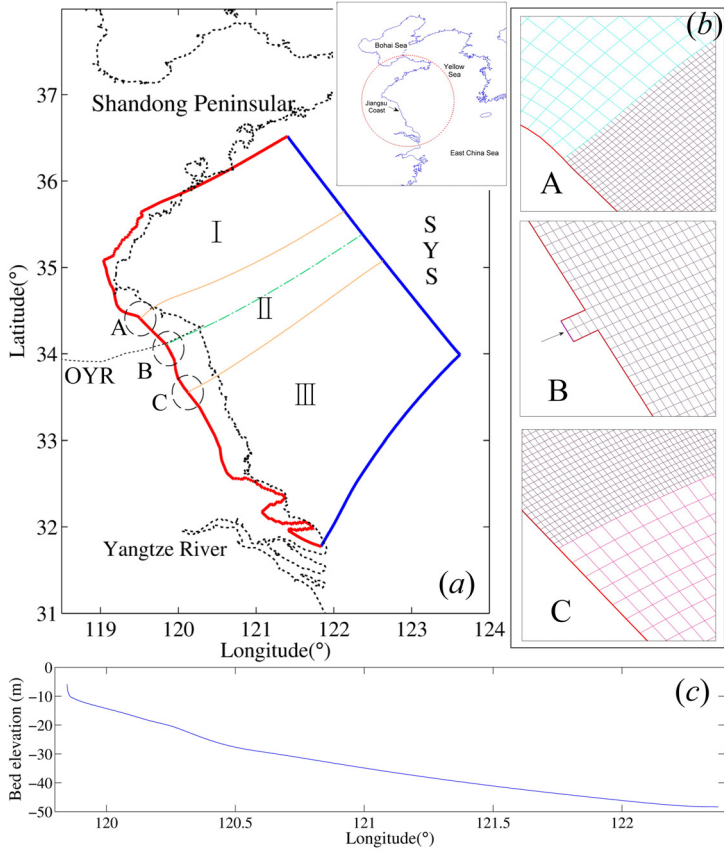 37
36
35
34
33
32
31
Latitude(°)
119
120
121
122
123
124
Longitude(°)
Shandong Peninsular
I
II
III
S
Y
S
A
B
C
OYR
Yangtze River
(a)
Bohai Sea
Yellow
Sea
Jiangsu
Coast
East China Sea
(b)
A
B
C
(c)
0
−10
−20
−30
−40
−50
Bed elevation (m)
120
120.5
121
121.5
122
Longitude(°)